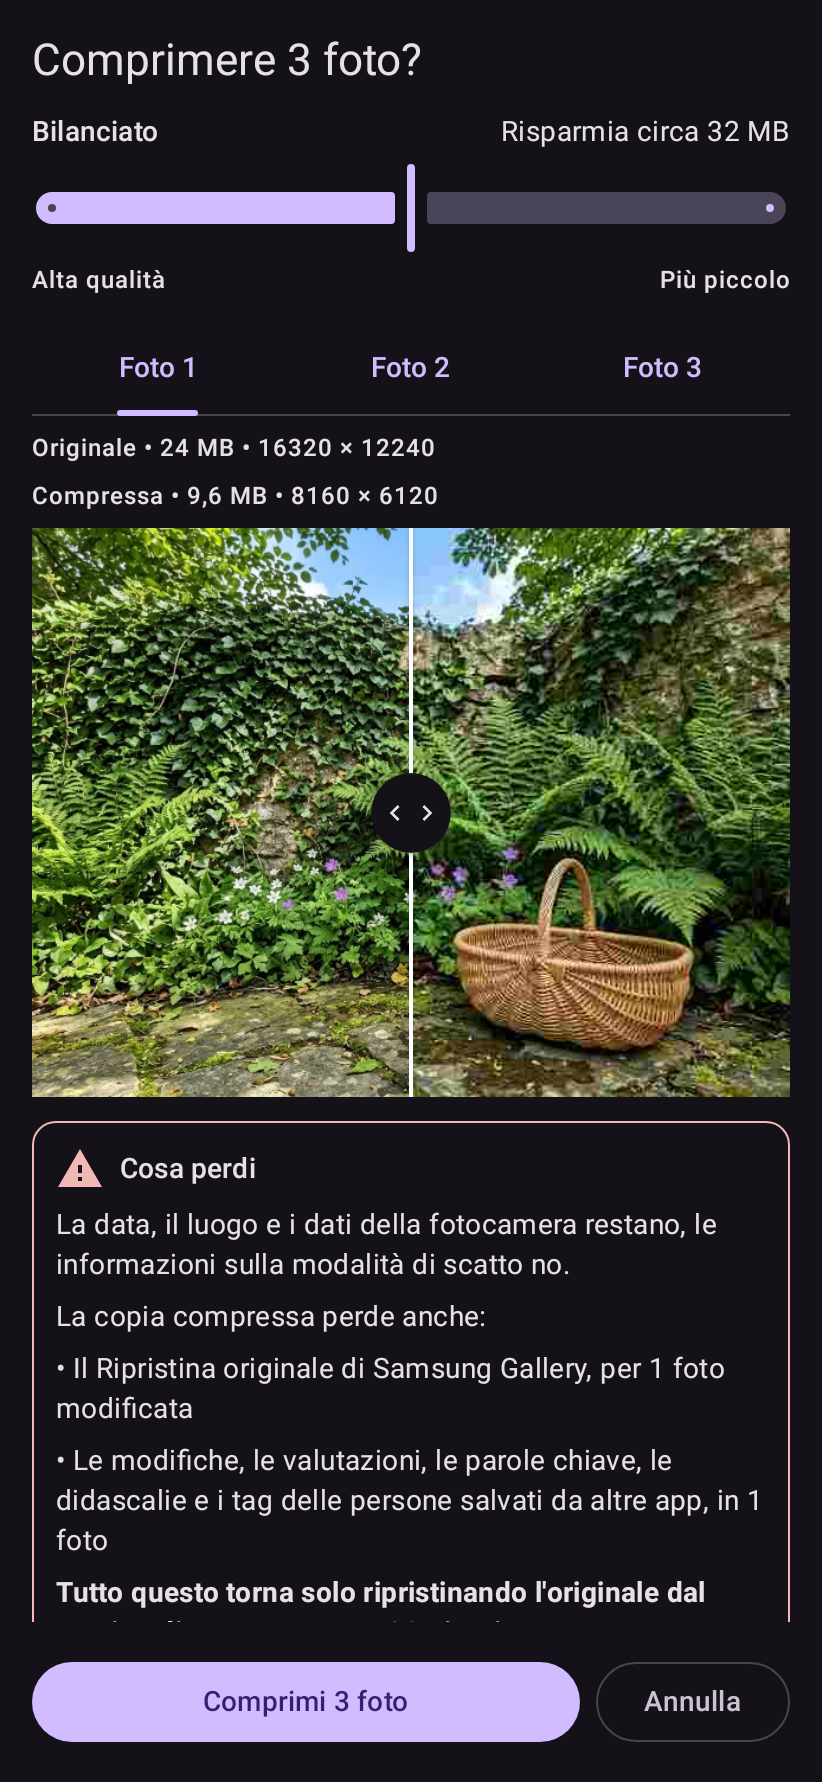 Comprimere 3 foto?
Bilanciato
Risparmia circa 32 MB
Alta qualità
Più piccolo
Foto 1
Foto 2
Foto 3
Originale • 24 MB • 16320 × 12240
Compressa • 9,6 MB • 8160 × 6120
Cosa perdi
La data, il luogo e i dati della fotocamera restano, le
informazioni sulla modalità di scatto no.
La copia compressa perde anche:
• Il Ripristina originale di Samsung Gallery, per 1 foto
modificata
• Le modifiche, le valutazioni, le parole chiave, le
didascalie e i tag delle persone salvati da altre app, in 1
foto
Tutto questo torna solo ripristinando l'originale dal
Comprimi 3 foto
Annulla